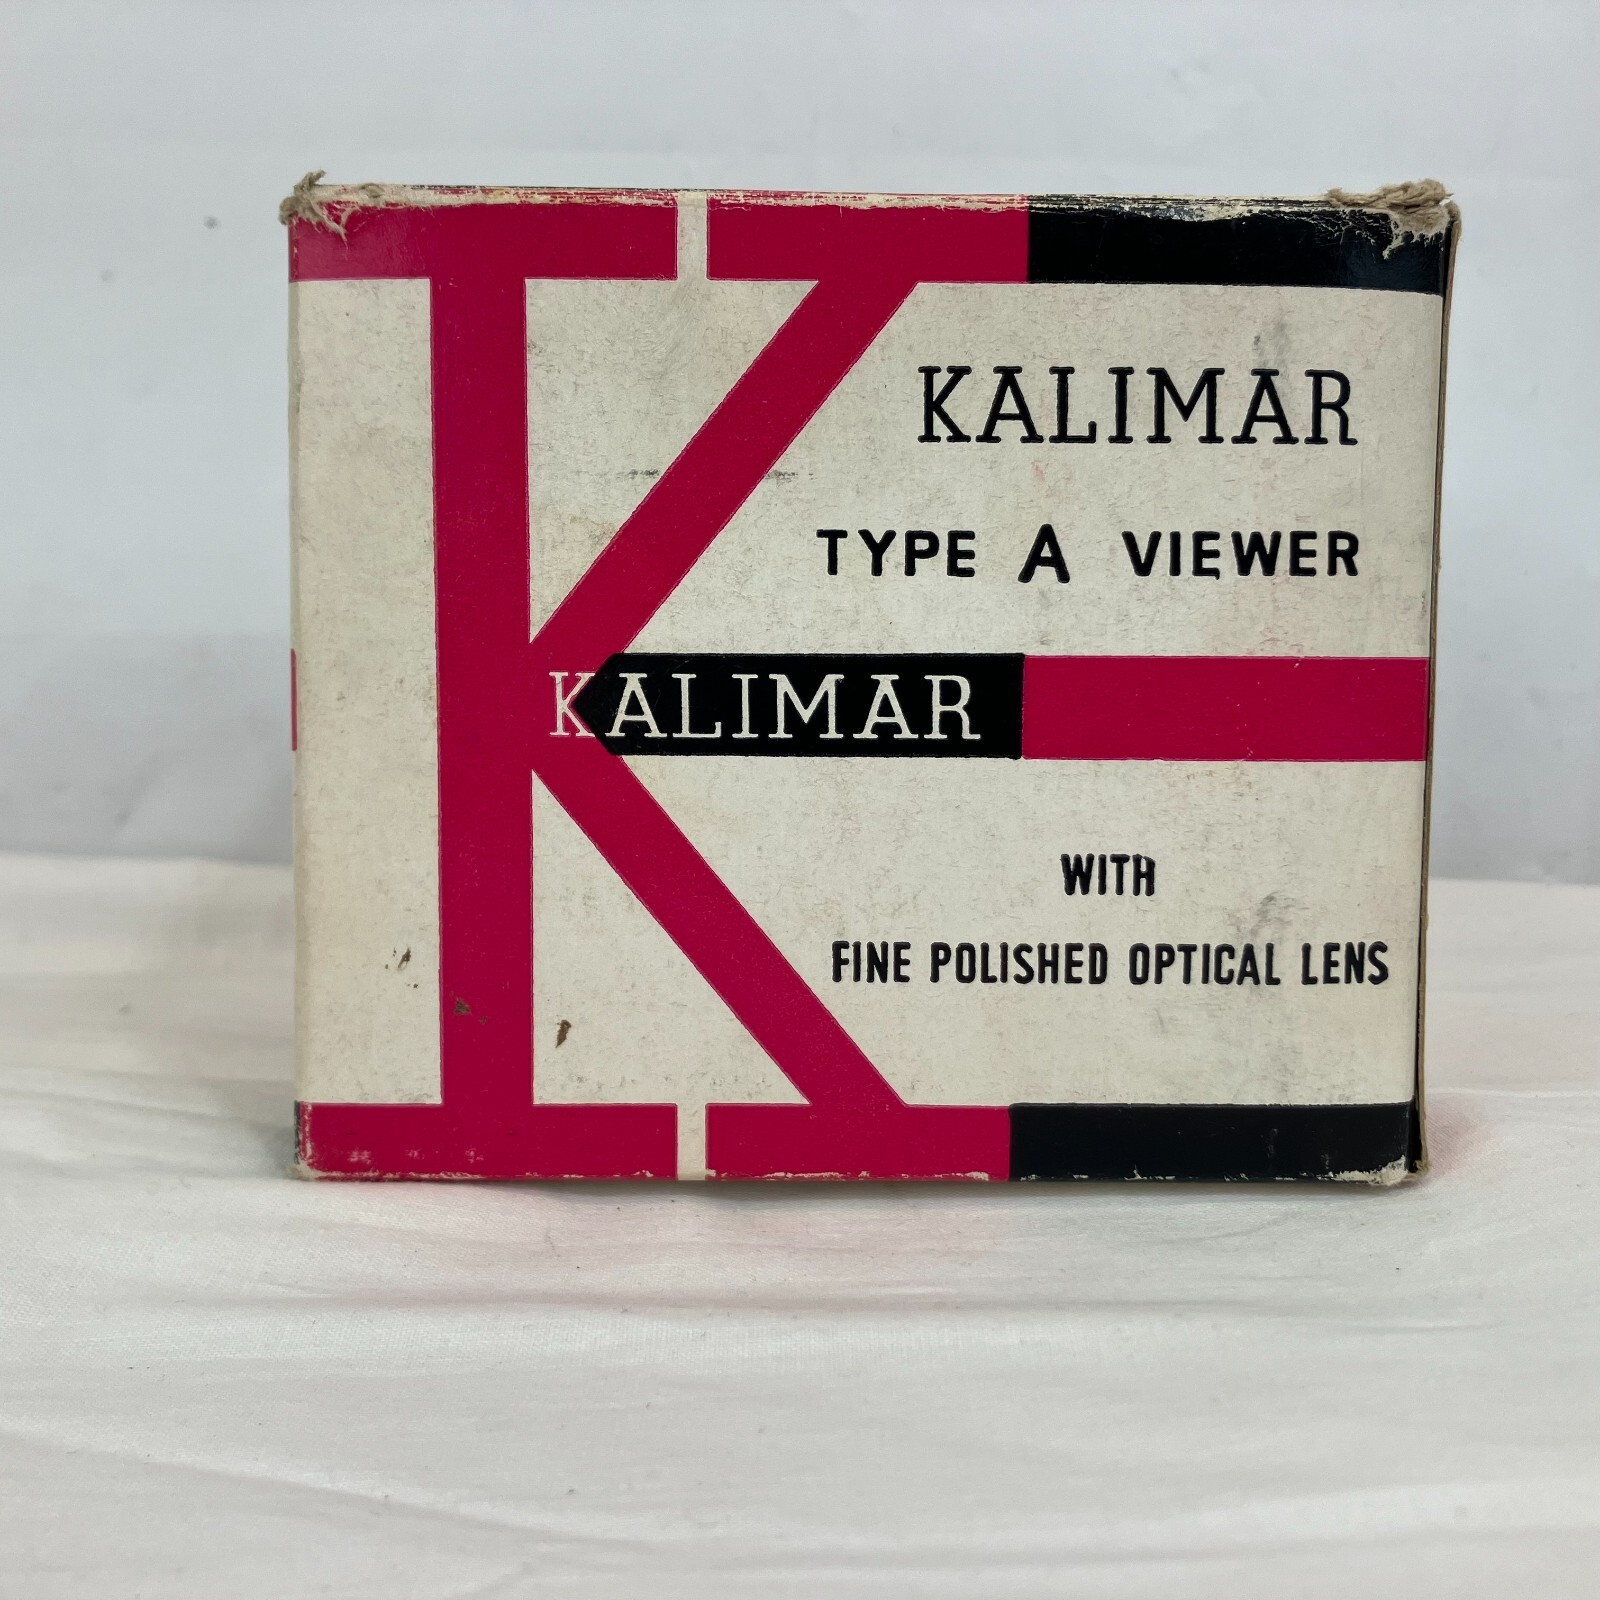 K
KALIMAR
TYPE A VIEWER
KALIMAR
WITH
FINE POLISHED OPTICAL LENS